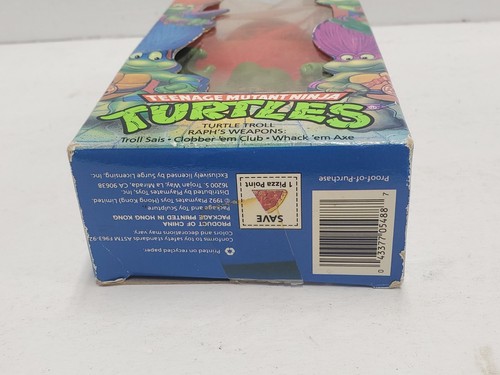 TEENAGE MUTANT NINJA
TURTLES
TURTLE TROLL
RAPH'S WEAPONS:
Troll Sais • Clobber 'em Club • Whack 'em Axe
Proof-of-Purchase
0 43377 05488 7
SAVE
1 Pizza Point
Printed on recycled paper.
Conforms to safety standards safety toy ASTM F963-92
Colors and decorations may vary
PRODUCT OF CHINA
PACKAGE PRINTED IN HONG KONG
Package and Toy Sculpture
© 1992 Playmates Toys (Hong Kong) Limited
Distributed by Playmates Toys, Inc.
16200 S. Trojan Way, La Mirada, CA 90638
Exclusively licensed by Surge Licensing, Inc.